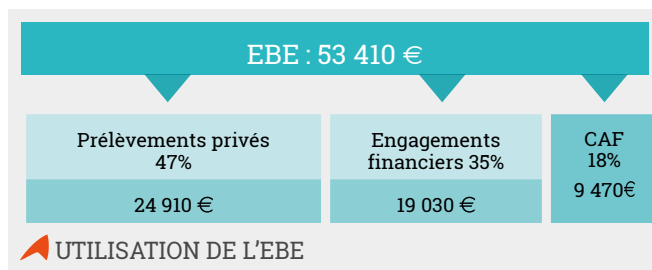 EBE : 53 410 €
Prélèvements privés
47%
24 910 €
Engagements
financiers 35%
19 030 €
CAF
18%
9 470€
UTILISATION DE L'EBE